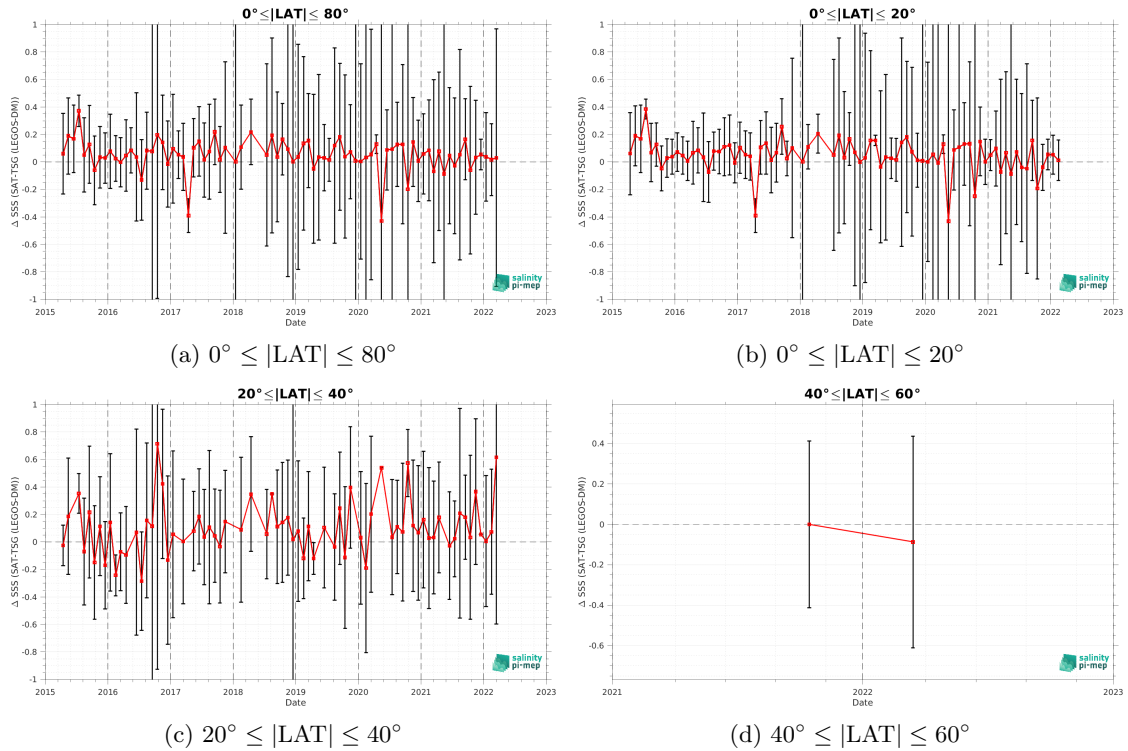 0°≤|LAT|≤ 80°
1
0.8
0.6
0.4
0.2
0
-0.2
-0.4
-0.6
-0.8
-1
Δ SSS (SAT-TSG (LEGOS-DM))
2015 2016 2017 2018 2019 2020 2021 2022 2023
Date
salinity
pi-mep
(a) 0° ≤ |LAT| ≤ 80°
0°≤|LAT|≤ 20°
1
0.8
0.6
0.4
0.2
0
-0.2
-0.4
-0.6
-0.8
-1
Δ SSS (SAT-TSG (LEGOS-DM))
2015 2016 2017 2018 2019 2020 2021 2022 2023
Date
salinity
pi-mep
(b) 0° ≤ |LAT| ≤ 20°
20°≤|LAT|≤ 40°
1
0.8
0.6
0.4
0.2
0
-0.2
-0.4
-0.6
-0.8
-1
Δ SSS (SAT-TSG (LEGOS-DM))
2015 2016 2017 2018 2019 2020 2021 2022 2023
Date
salinity
pi-mep
(c) 20° ≤ |LAT| ≤ 40°
40°≤|LAT|≤ 60°
0.4
0.2
0
-0.2
-0.4
-0.6
Δ SSS (SAT-TSG (LEGOS-DM))
2021 2022 2023
Date
salinity
pi-mep
(d) 40° ≤ |LAT| ≤ 60°